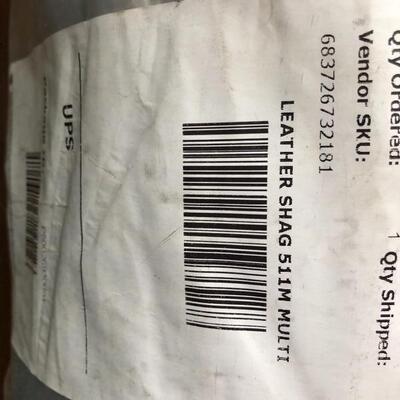 Qty Ordered: 1 Qty Shipped:
Vendor SKU:
683726732181
LEATHER SHAG 511M MULTI
UPS